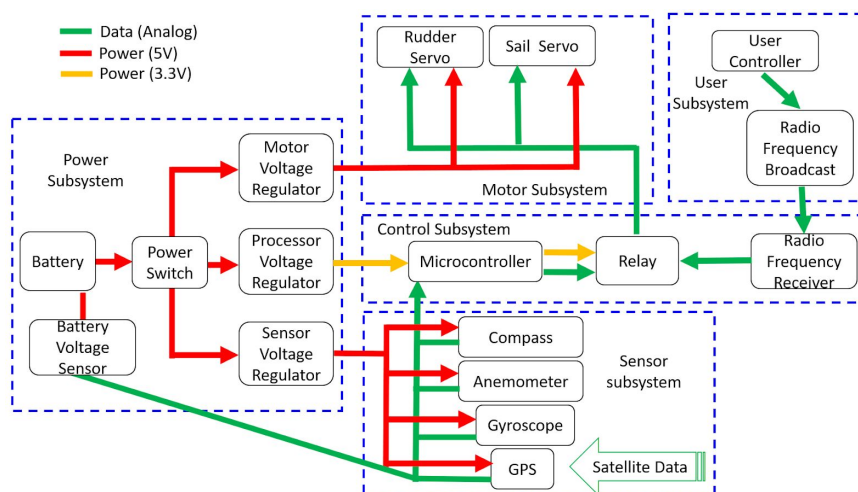 Data (Analog)
Power (5V)
Power (3.3V)
Rudder
Servo
Sail Servo
User
Controller
User
Subsystem
Radio
Frequency
Broadcast
Power
Subsystem
Motor
Voltage
Regulator
Motor Subsystem
Control Subsystem
Battery
Power
Switch
Processor
Voltage
Regulator
Microcontroller
Relay
Radio
Frequency
Receiver
Battery
Voltage
Sensor
Sensor
Voltage
Regulator
Compass
Anemometer
Gyroscope
GPS
Sensor
subsystem
Satellite Data